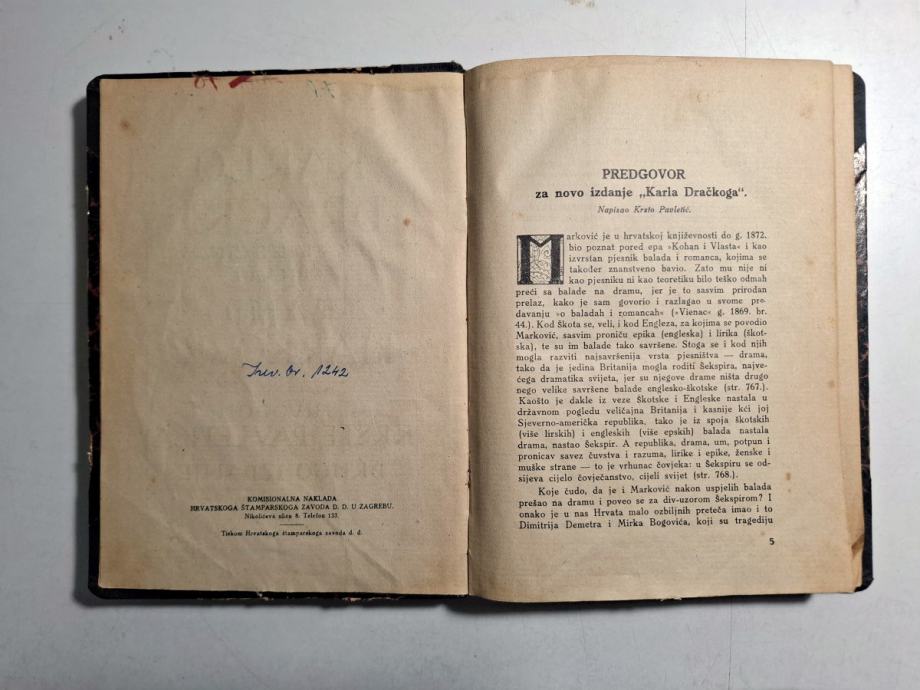 Inv. br. 1242
KOMISIONALNA NAKLADA
HRVATSKOGA ŠTAMPARSKOGA ZAVODA D. D. U ZAGREBU.
Nikolićeva ulica 8. Telefon 133.
Tiskom Hrvatskoga štamparskoga zavoda d. d.
PREDGOVOR
za novo izdanje „Karla Dračkoga“.
Napisao Krsto Pavletić.
Marković je u hrvatskoj književnosti do g. 1872.
bio poznat pored epa »Kohan i Vlasta« i kao
izvrstan pjesnik balada i romanca, kojima se
također znanstveno bavio. Zato mu nije ni
kao pjesniku ni kao teoretiku bilo teško odmah
preći sa balade na dramu, jer je to sasvim prirodan
prelaz, kako je sam govorio i razlagao u svome pre-
davanju »o baladah i romancah« (»Vienac« g. 1869. br.
44.). Kod Škota se, veli, i kod Engleza, za kojima se povodio
Marković, sasvim proniču epika (engleska) i lirika (škot-
ska), te su im balade tako savršene. Stoga se i kod njih
mogla razviti najsavršenija vrsta pjesništva — drama,
tako da je jedina Britanija mogla roditi Šekspira, najve-
ćega dramatika svijeta, jer su njegove drame ništa drugo
nego velike savršene balade englesko-škotske (str. 767.).
Kaošto je dakle iz veze Škotske i Engleske nastala u
državnom pogledu veličajna Britanija i kasnije kći joj
Sjeverno-američka republika, tako je iz spoja škotskih
(više lirskih) i engleskih (više epskih) balada nastala
drama, nastao Šekspir. A republika, drama, um, potpun i
pronicav savez čuvstva i razuma, lirike i epike, ženske i
muške strane — to je vrhunac čovjeka: u Šekspiru se od-
sijeva cijelo čovječanstvo, cijeli svijet (str. 768.).
Koje čudo, da je i Marković nakon uspjelih balada
prešao na dramu i poveo se za div-uzorom Šekspirom? I
onako je u nas Hrvata malo ozbiljnih preteča imao i to
Dimitrija Demetra i Mirka Bogovića, koji su tragediju
5